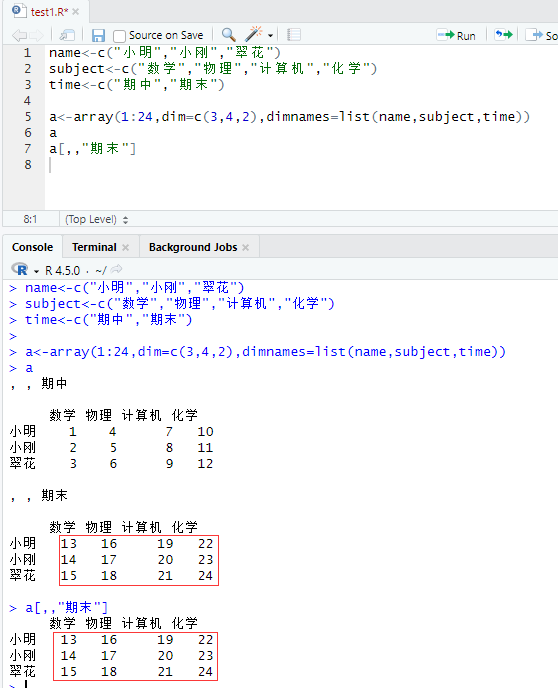 test1.R*
Source on Save Run So
1 name<-c("小明","小刚","翠花")
2 subject<-c("数学","物理","计算机","化学")
3 time<-c("期中","期末")
4
5 a<-array(1:24,dim=c(3,4,2),dimnames=list(name,subject,time))
6 a
7 a[,,"期末"]
8
8:1 (Top Level)
Console Terminal Background Jobs
R 4.5.0 · ~/
> name<-c("小明","小刚","翠花")
> subject<-c("数学","物理","计算机","化学")
> time<-c("期中","期末")
>
> a<-array(1:24,dim=c(3,4,2),dimnames=list(name,subject,time))
> a
, , 期中
数学 物理 计算机 化学
小明 1 4 7 10
小刚 2 5 8 11
翠花 3 6 9 12
, , 期末
数学 物理 计算机 化学
小明 13 16 19 22
小刚 14 17 20 23
翠花 15 18 21 24
> a[,,"期末"]
数学 物理 计算机 化学
小明 13 16 19 22
小刚 14 17 20 23
翠花 15 18 21 24
>